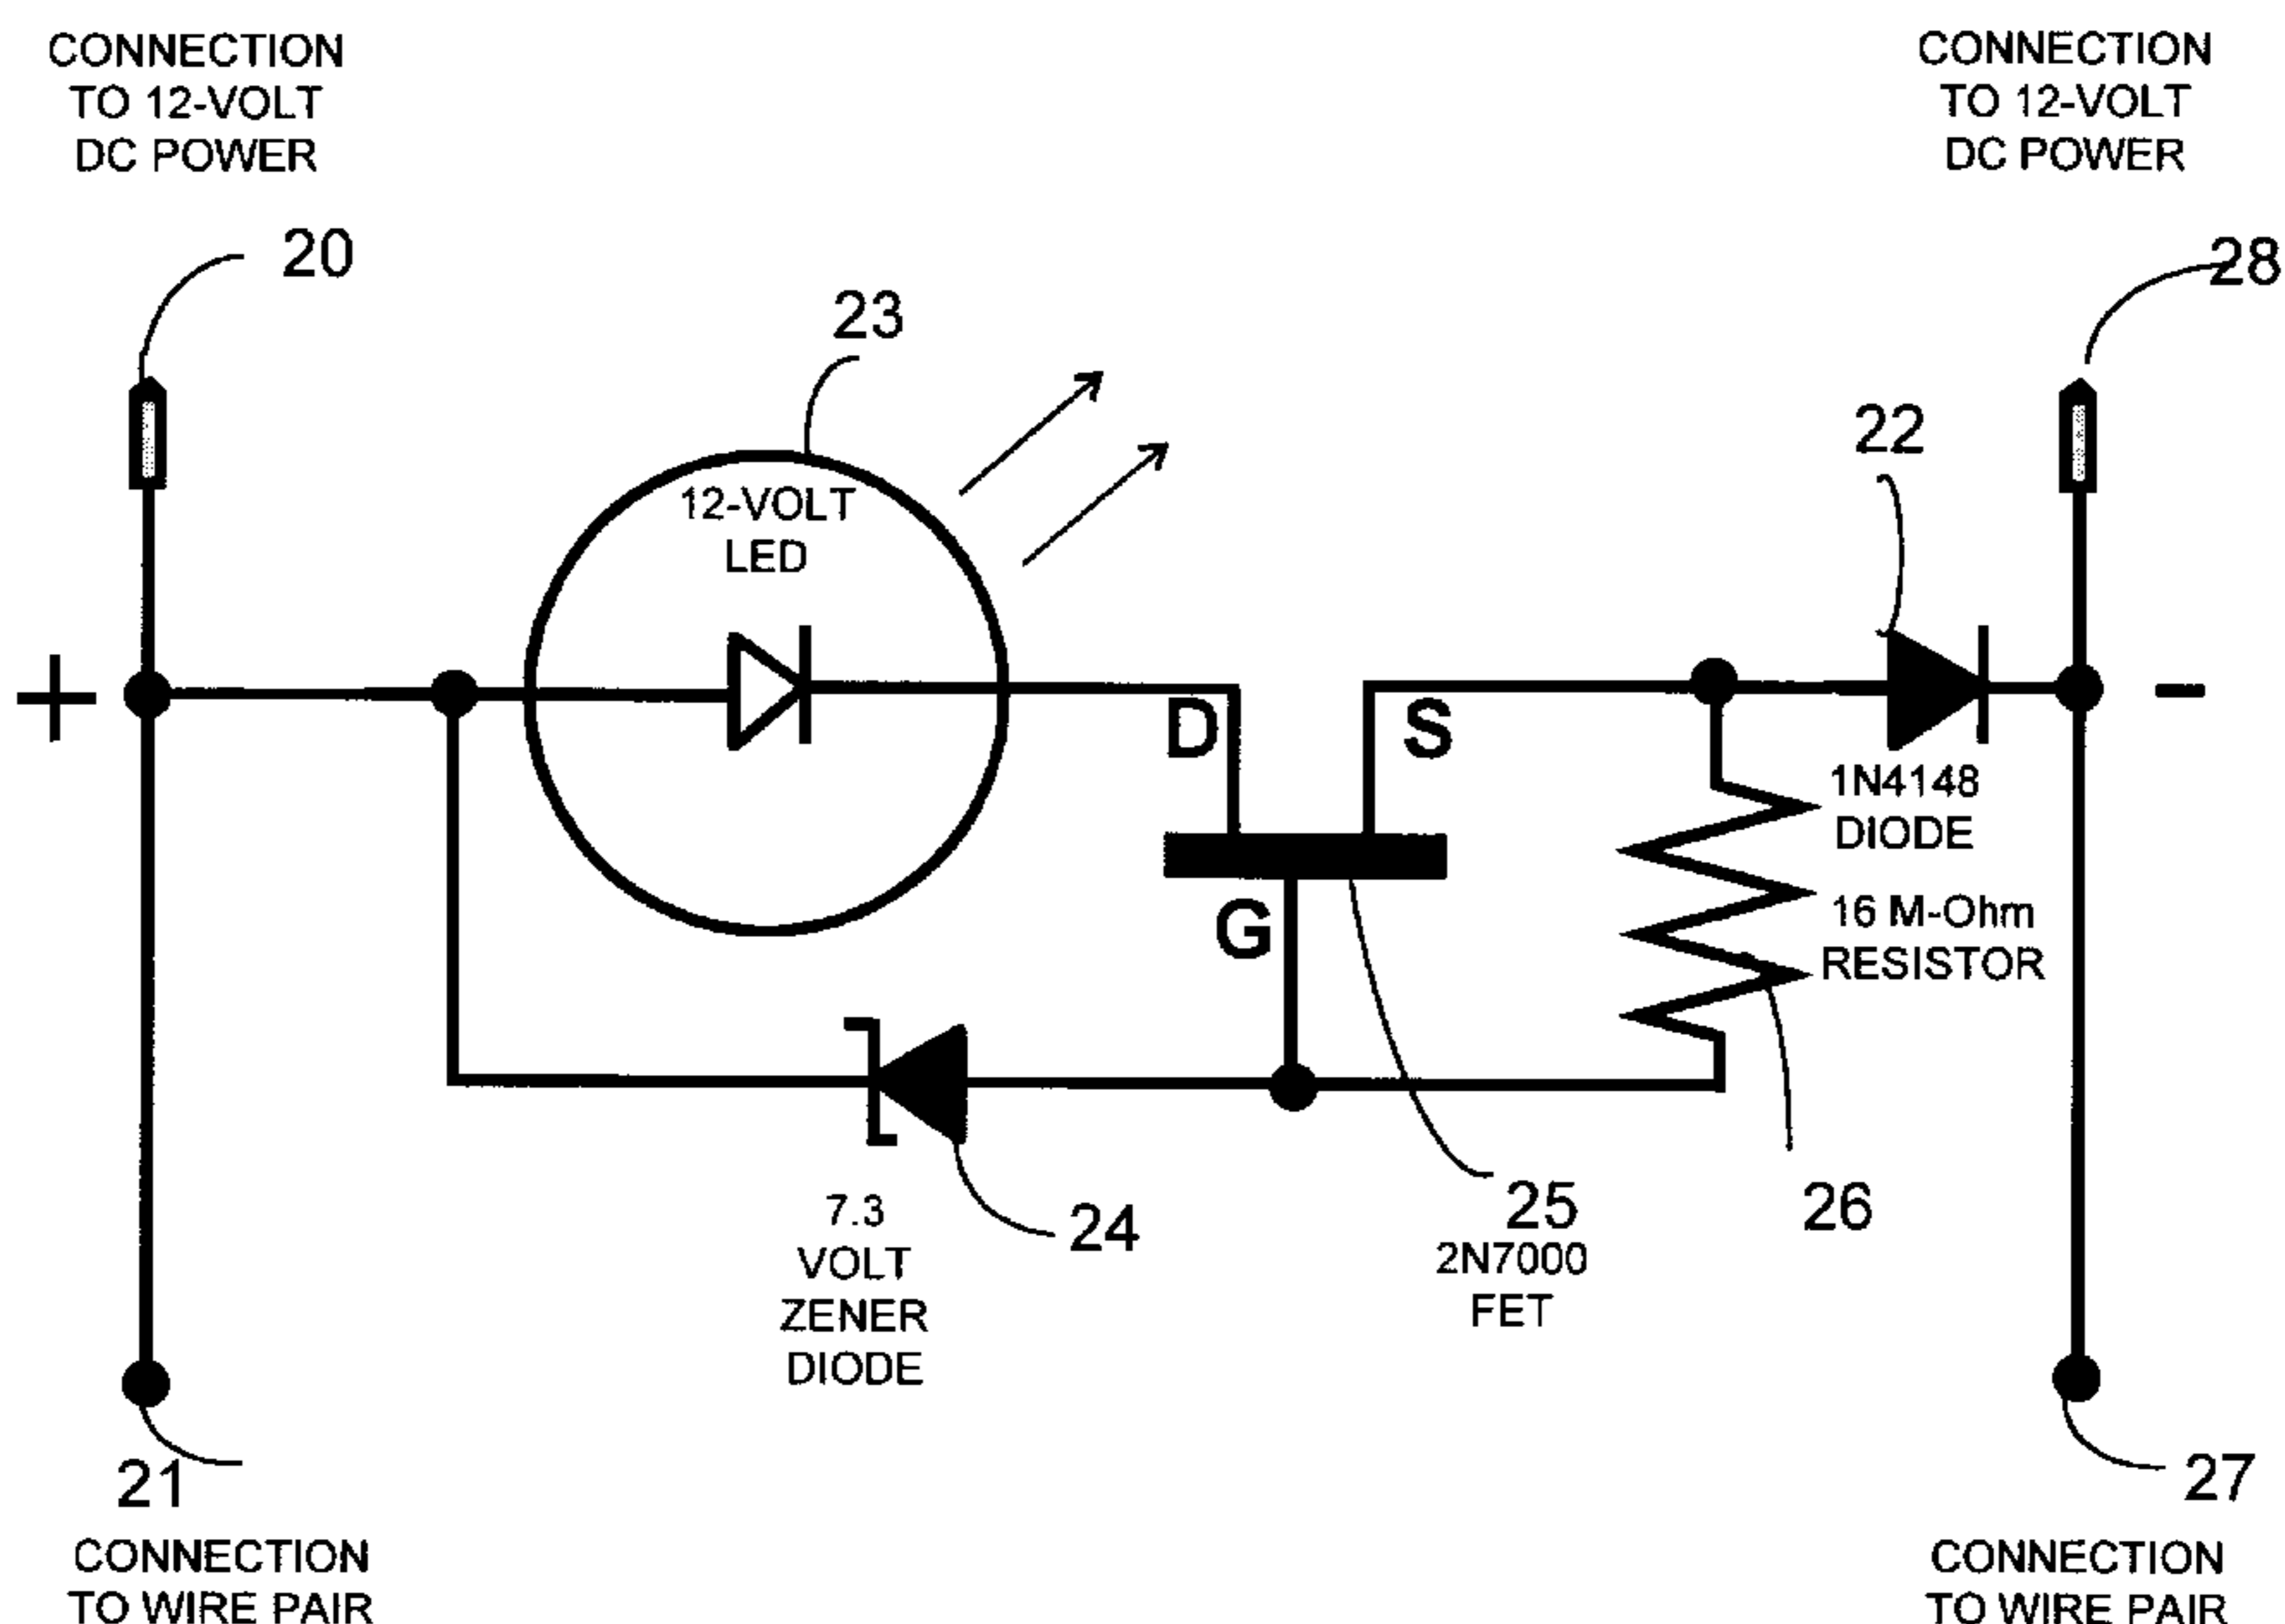 CONNECTION
TO 12-VOLT
DC POWER
CONNECTION
TO 12-VOLT
DC POWER
20
28
23
22
12-VOLT
LED
+
-
D
S
1N4148
DIODE
G
16 M-Ohm
RESISTOR
7.3
VOLT
ZENER
DIODE
24
25
2N7000
FET
26
21
CONNECTION
TO WIRE PAIR
27
CONNECTION
TO WIRE PAIR